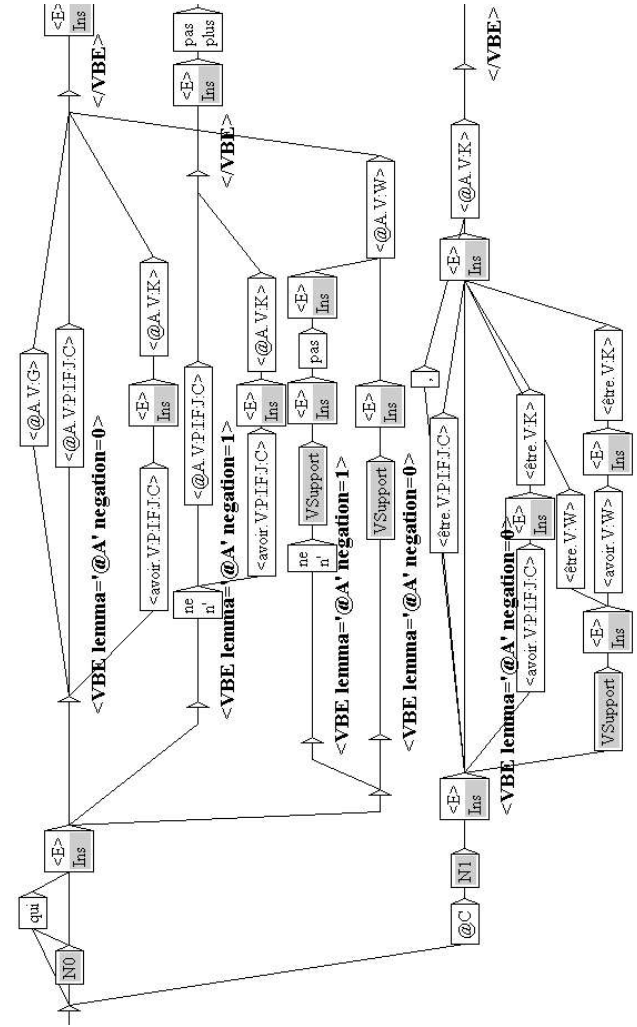 qui
N0
<E>
Ins
<@A.V:G>
<@A.V:P:I:F:J:C>
<VBE lemma='@A' negation=0>
<avoir.V:P:I:F:J:C>
<E>
Ins
<@A.V:K>
<E>
Ins
</VBE>
ne
n'
<@A.V:P:I:F:J:C>
<VBE lemma='@A' negation=1>
<avoir.V:P:I:F:J:C>
<E>
Ins
<@A.V:K>
</VBE>
<E>
Ins
pas
plus
ne
n'
VSupport
<E>
Ins
pas
<E>
Ins
<VBE lemma='@A' negation=1>
VSupport
<E>
Ins
<@A.V:W>
<VBE lemma='@A' negation=0>
@C
N1
<E>
Ins
,
<être.V:P:I:F:J:C>
<E>
Ins
<@A.V:K>
</VBE>
<VBE lemma='@A' negation=0>
<avoir.V:P:I:F:J:C>
<E>
Ins
<être.V:K>
<être.V:W>
VSupport
<E>
Ins
<avoir.V:W>
<E>
Ins
<être.V:K>